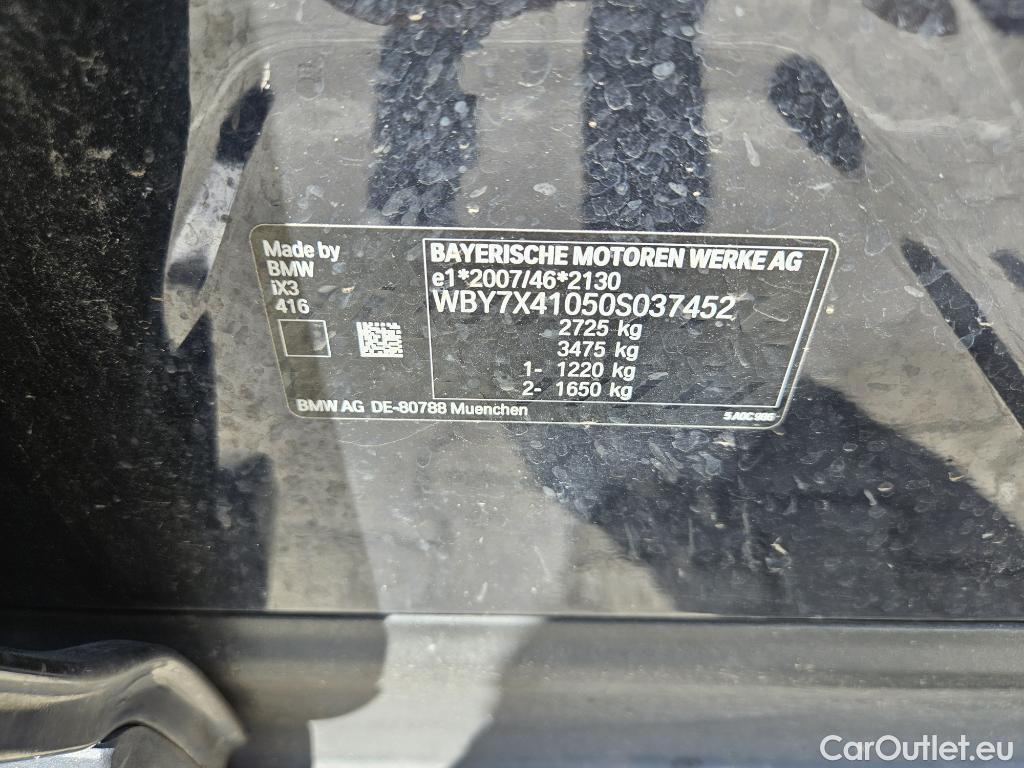 Made by
BMW
iX3
416
BAYERISCHE MOTOREN WERKE AG
e1*2007/46*2130
WBY7X41050S037452
2725 kg
3475 kg
1- 1220 kg
2- 1650 kg
BMW AG DE-80788 Muenchen
CarOutlet.eu